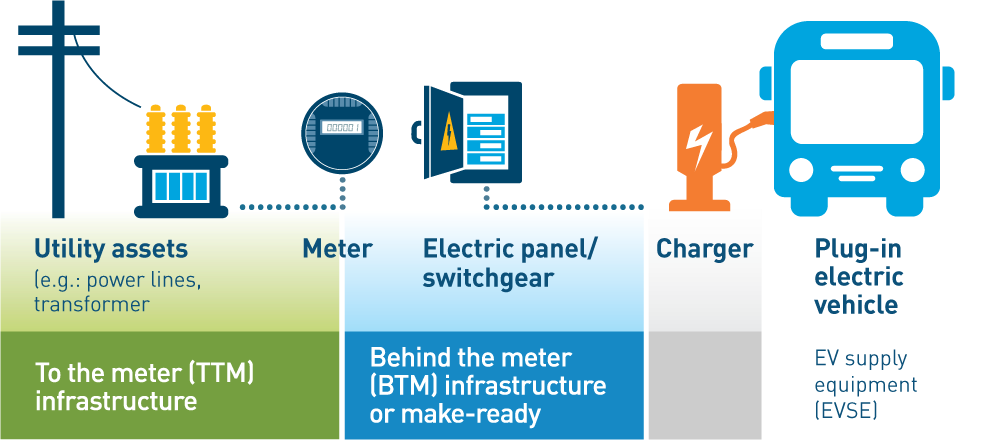 000001
Utility assets
(e.g.: power lines,
transformer
Meter
Electric panel/
switchgear
Charger
Plug-in
electric
vehicle
To the meter (TTM)
infrastructure
Behind the meter
(BTM) infrastructure
or make-ready
EV supply
equipment
(EVSE)